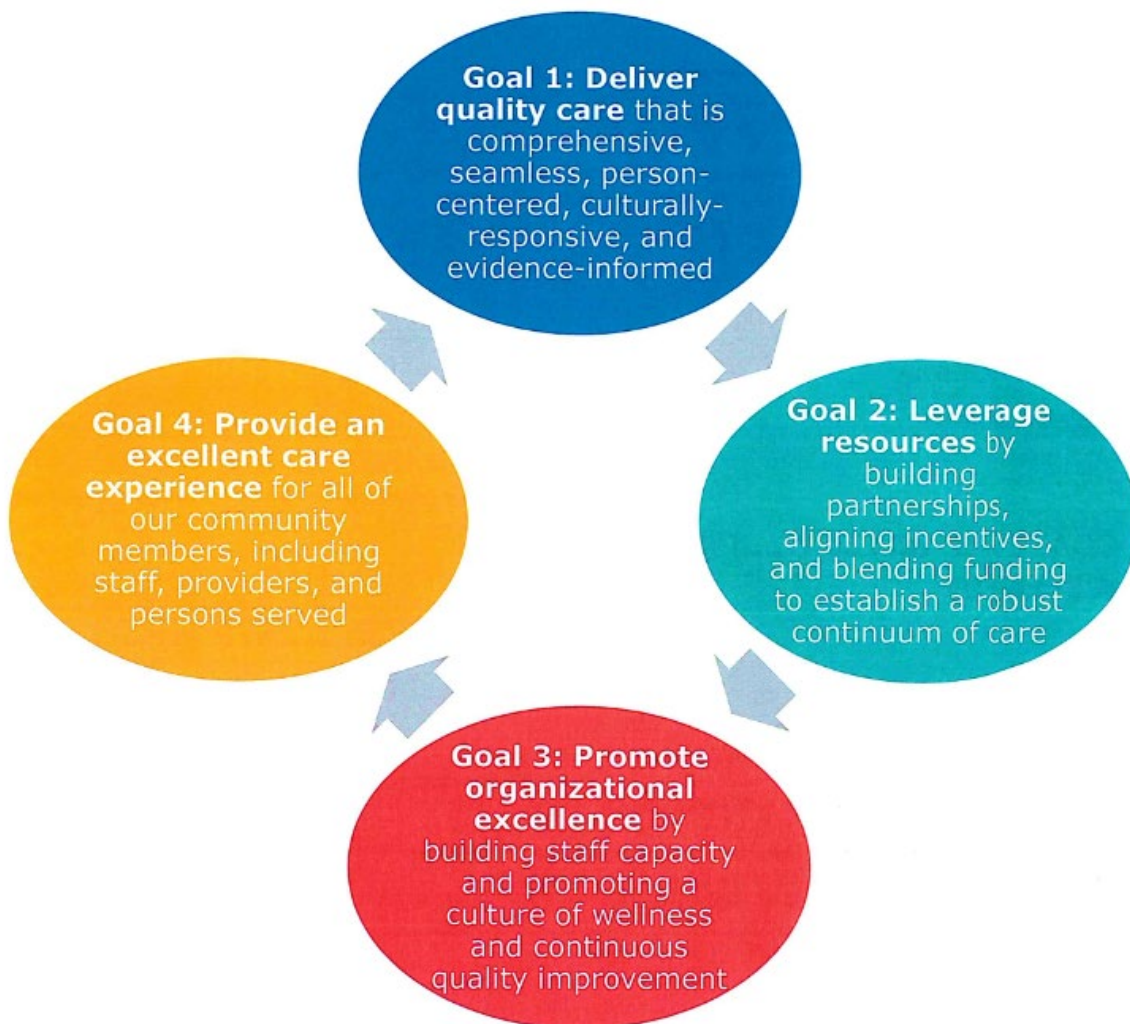 Goal 1: Deliver
quality care that is
comprehensive,
seamless, person-
centered, culturally-
responsive, and
evidence-informed
Goal 2: Leverage
resources by
building
partnerships,
aligning incentives,
and blending funding
to establish a robust
continuum of care
Goal 3: Promote
organizational
excellence by
building staff capacity
and promoting a
culture of wellness
and continuous
quality improvement
Goal 4: Provide an
excellent care
experience for all of
our community
members, including
staff, providers, and
persons served